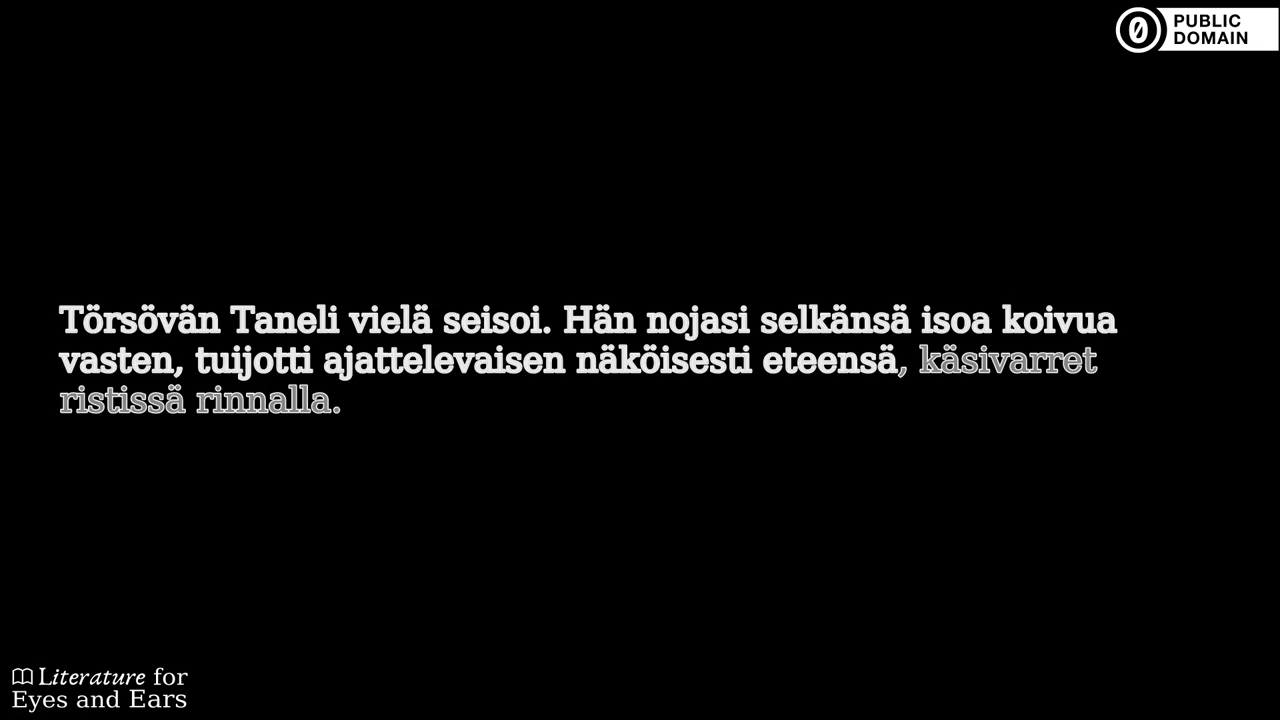 PUBLIC
DOMAIN
Törsövän Taneli vielä seisoi. Hän nojasi selkänsä isoa koivua
vasten, tuijotti ajattelevaisen näköisesti eteensä, käsivarret
ristissä rinnalla.
Literature for
Eyes and Ears